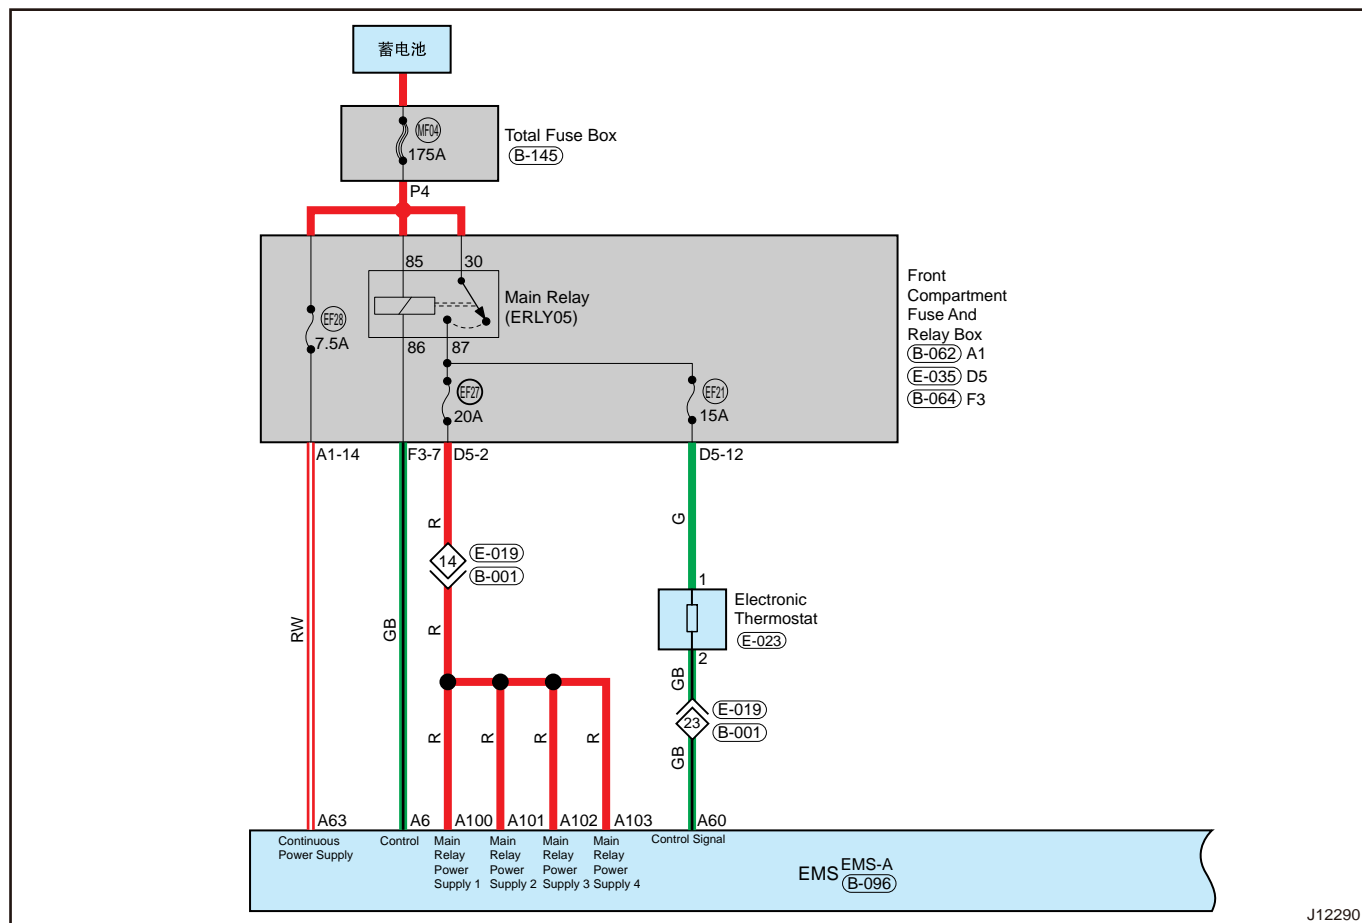 蓄电池
MF04
175A
Total Fuse Box
B-145
P4
85
30
Main Relay
(ERLY05)
EF28
7.5A
86
87
EF27
20A
EF21
15A
Front
Compartment
Fuse And
Relay Box
B-062 A1
E-035 D5
B-064 F3
A1-14
F3-7
D5-2
D5-12
R
G
14
E-019
B-001
1
Electronic
Thermostat
E-023
2
RW
GB
R
GB
23
E-019
B-001
R
R
R
R
GB
A63
A6
A100
A101
A102
A103
A60
Continuous
Power Supply
Control
Main
Relay
Power
Supply 1
Main
Relay
Power
Supply 2
Main
Relay
Power
Supply 3
Main
Relay
Power
Supply 4
Control Signal
EMS
EMS-A
B-096
J12290